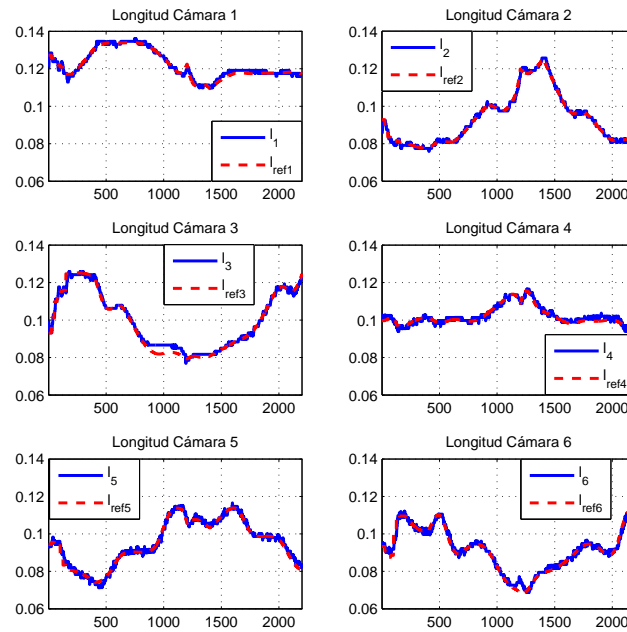 Longitud Cámara 1
0.14
0.12
0.1
0.08
0.06
500 1000 1500 2000
l1
lref1
Longitud Cámara 2
0.14
0.12
0.1
0.08
0.06
500 1000 1500 2000
l2
lref2
Longitud Cámara 3
0.14
0.12
0.1
0.08
0.06
500 1000 1500 2000
l3
lref3
Longitud Cámara 4
0.14
0.12
0.1
0.08
0.06
500 1000 1500 2000
l4
lref4
Longitud Cámara 5
0.14
0.12
0.1
0.08
0.06
500 1000 1500 2000
l5
lref5
Longitud Cámara 6
0.14
0.12
0.1
0.08
0.06
500 1000 1500 2000
l6
lref6